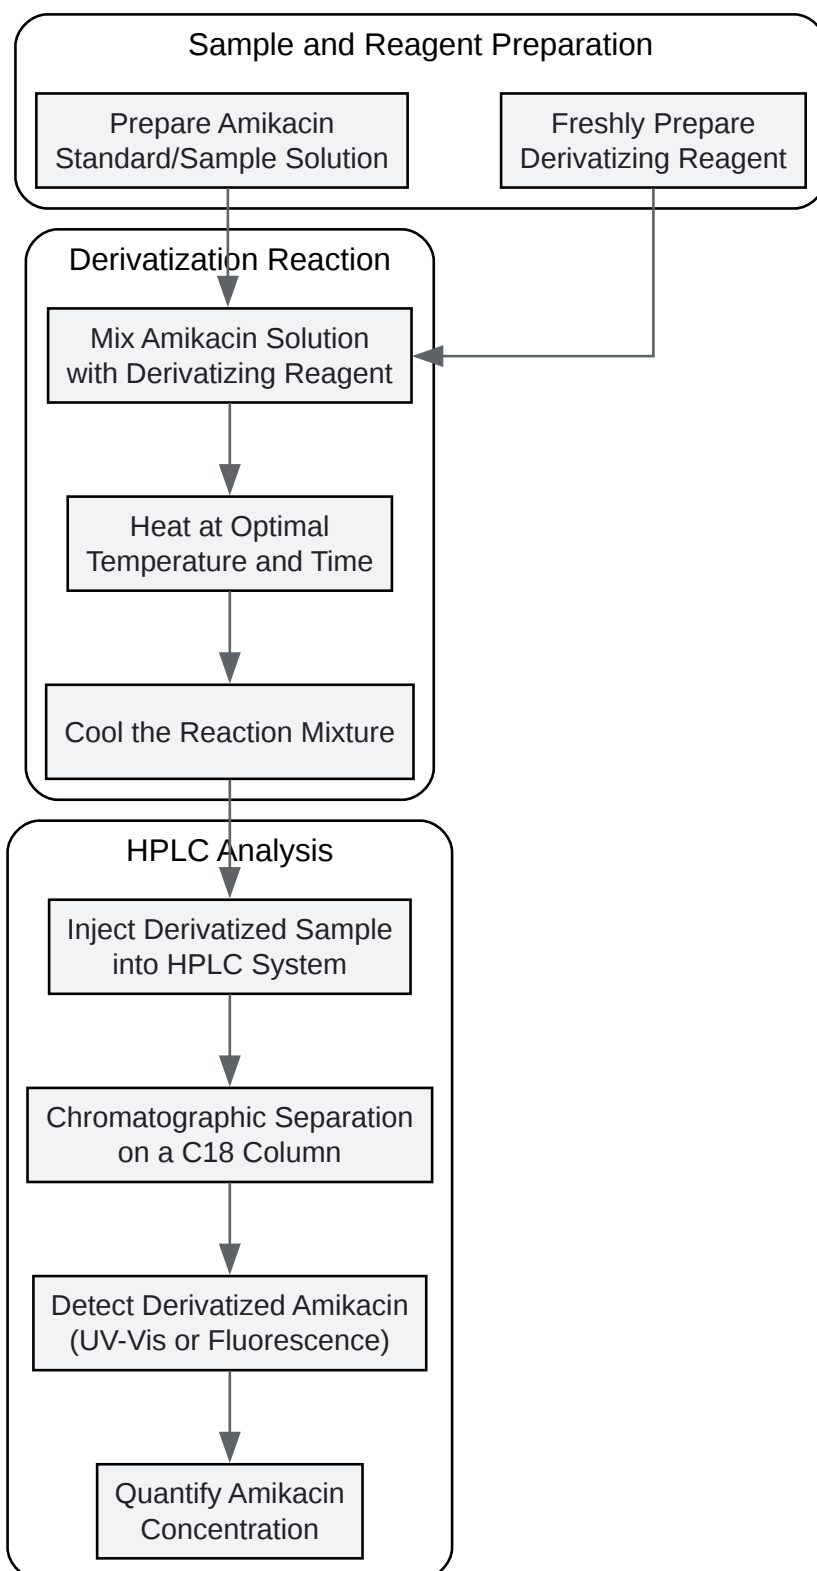 Sample and Reagent Preparation
Prepare Amikacin
Standard/Sample Solution
Freshly Prepare
Derivatizing Reagent
Derivatization Reaction
Mix Amikacin Solution
with Derivatizing Reagent
Heat at Optimal
Temperature and Time
Cool the Reaction Mixture
HPLC Analysis
Inject Derivatized Sample
into HPLC System
Chromatographic Separation
on a C18 Column
Detect Derivatized Amikacin
(UV-Vis or Fluorescence)
Quantify Amikacin
Concentration